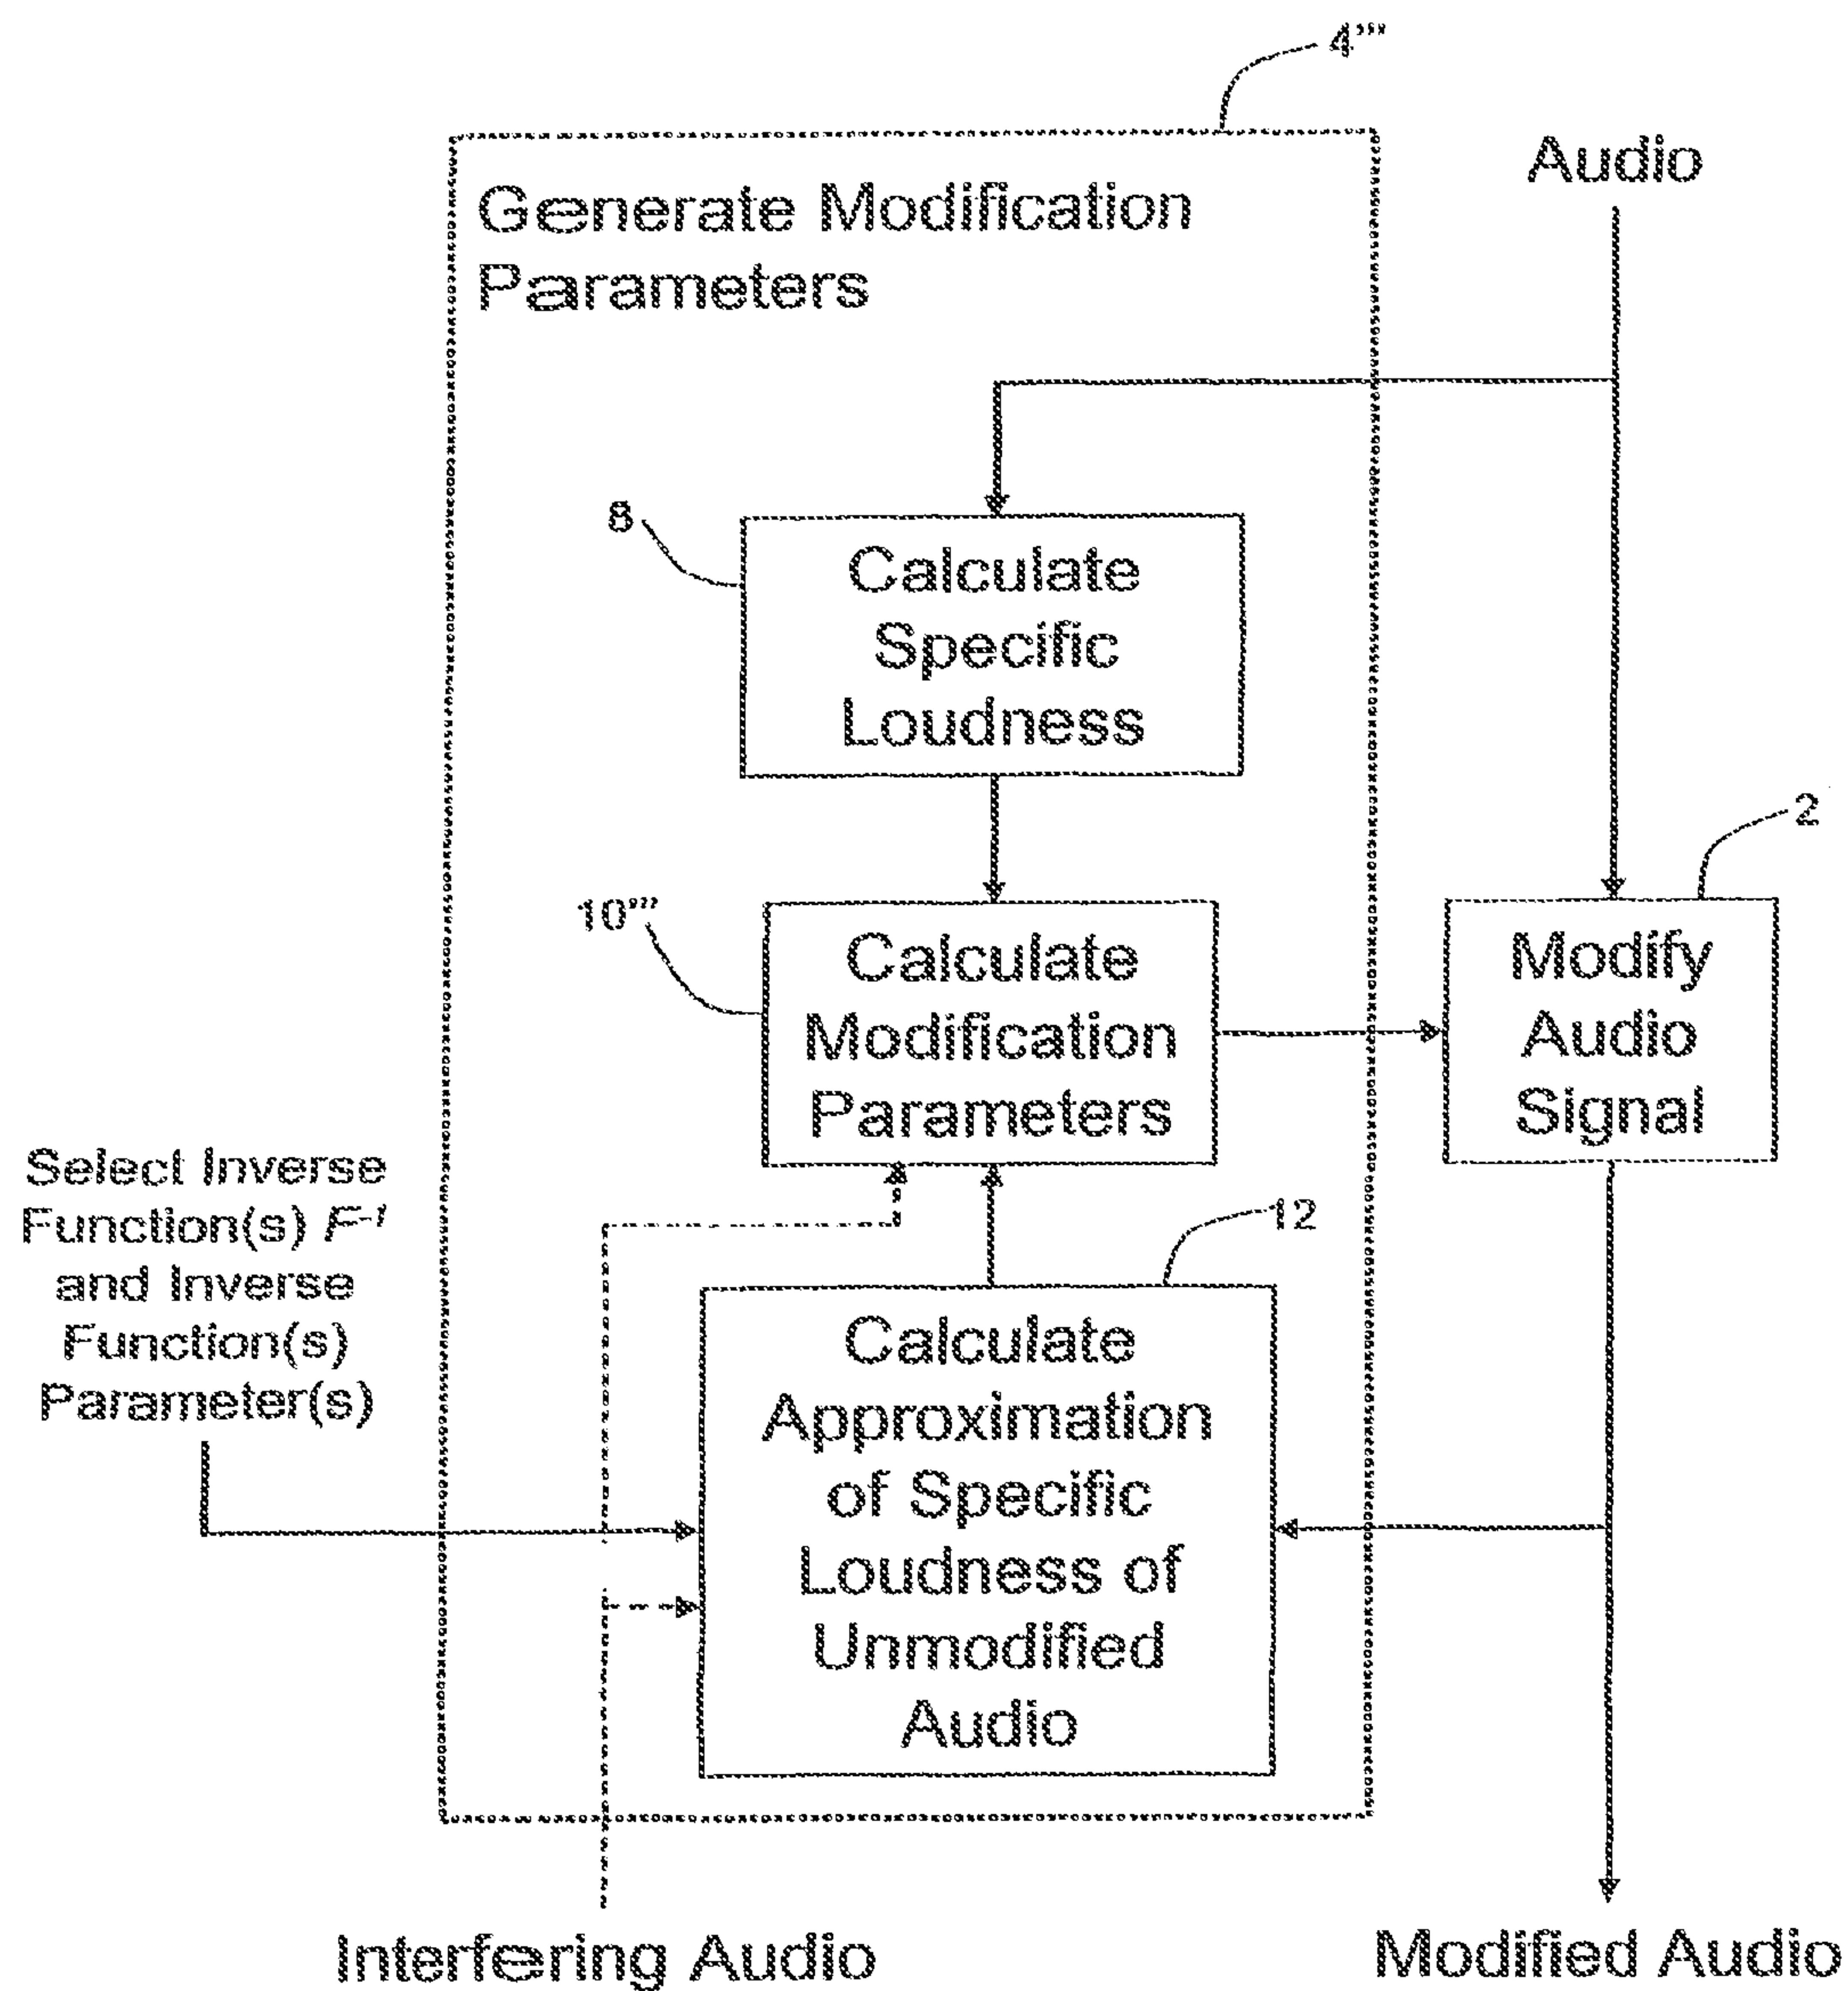 4'''
Audio
Generate Modification
Parameters
8
Calculate
Specific
Loudness
2
10'''
Calculate
Modification
Parameters
Modify
Audio
Signal
Select Inverse
Function(s) F⁻¹
and Inverse
Function(s)
Parameter(s)
12
Calculate
Approximation
of Specific
Loudness of
Unmodified
Audio
Interfering Audio
Modified Audio